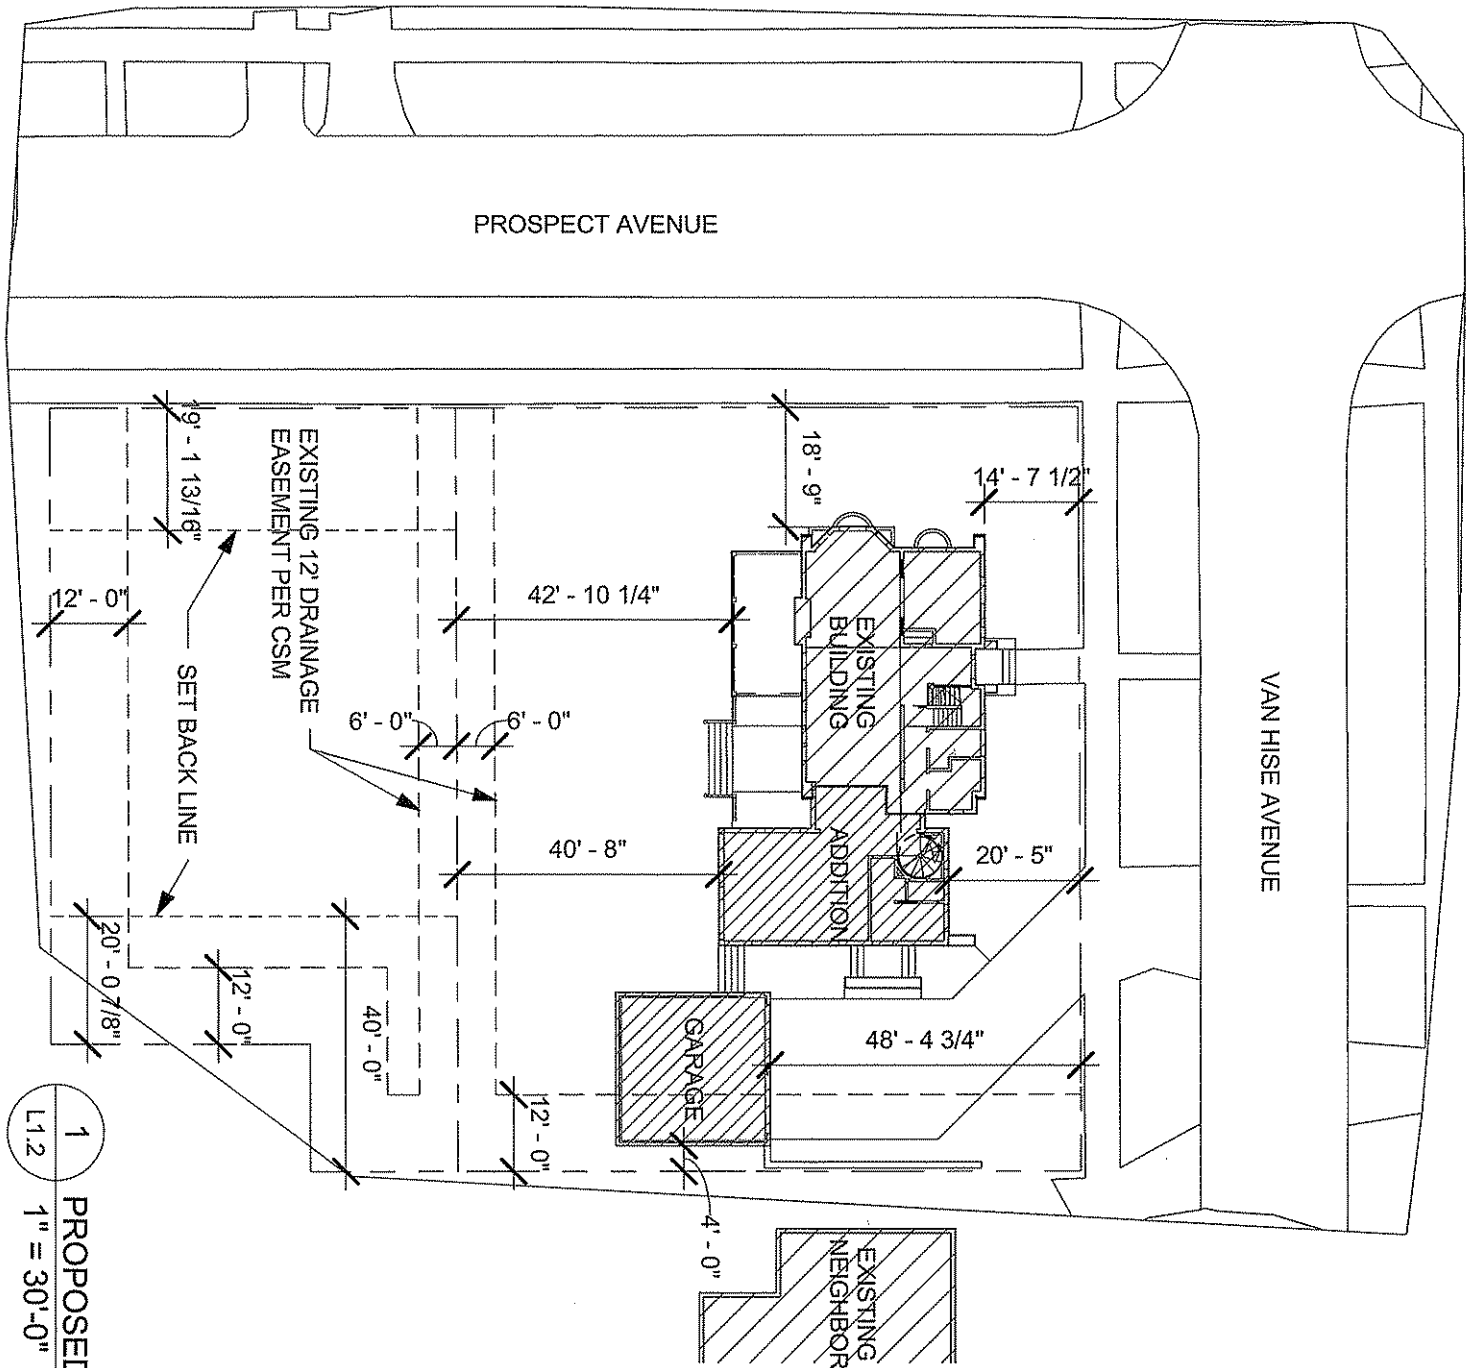 PROSPECT AVENUE
VAN HISE AVENUE
19' - 1 13/16"
18' - 9"
14' - 7 1/2"
EXISTING 12' DRAINAGE
EASEMENT PER CSM
12' - 0"
42' - 10 1/4"
EXISTING
BUILDING
SET BACK LINE
6' - 0"
6' - 0"
40' - 8"
ADDITION
20' - 5"
20' - 0 7/8"
12' - 0"
40' - 0"
GARAGE
48' - 4 3/4"
12' - 0"
4' - 0"
EXISTING
NEIGHBOR
1
L1.2
PROPOSED
1" = 30'-0"